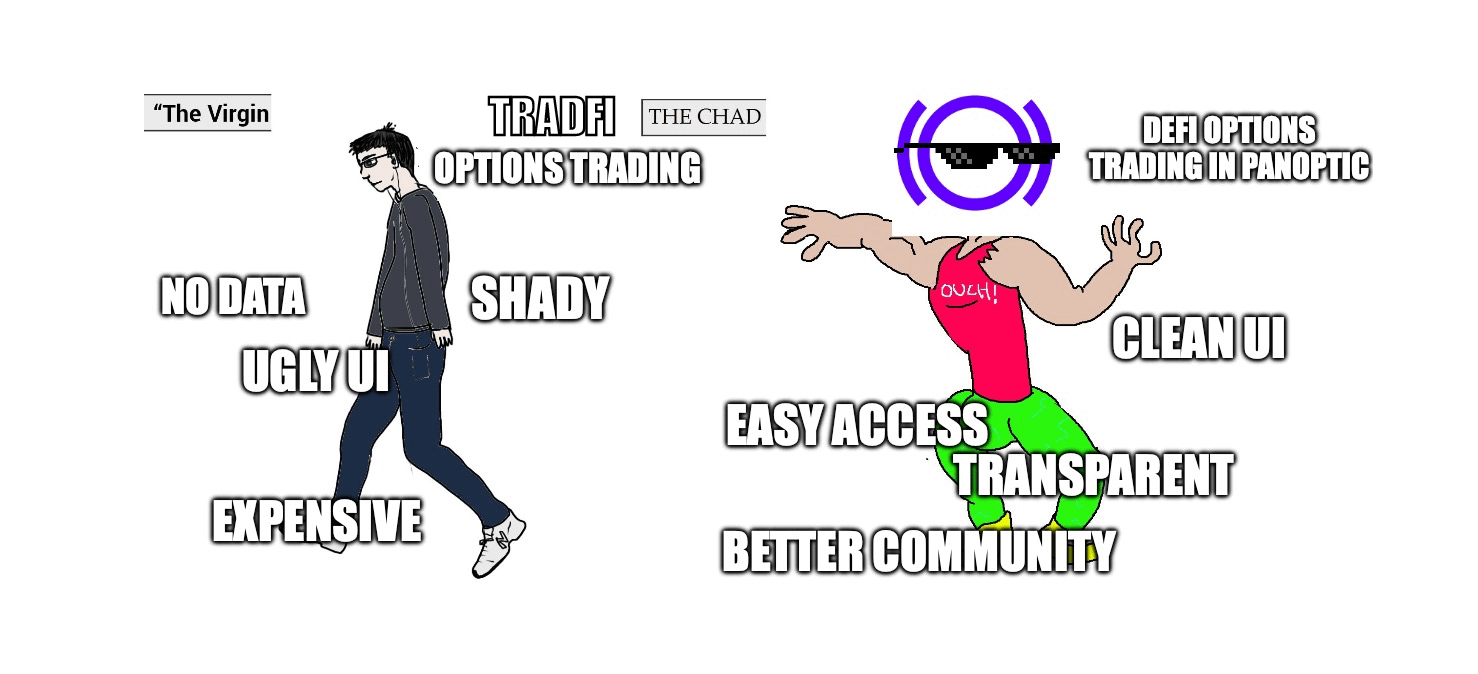 “The Virgin
TRADFI
OPTIONS TRADING
THE CHAD
DEFI OPTIONS
TRADING IN PANOPTIC
NO DATA
SHADY
UGLY UI
EXPENSIVE
OUCH!
CLEAN UI
EASY ACCESS
TRANSPARENT
BETTER COMMUNITY